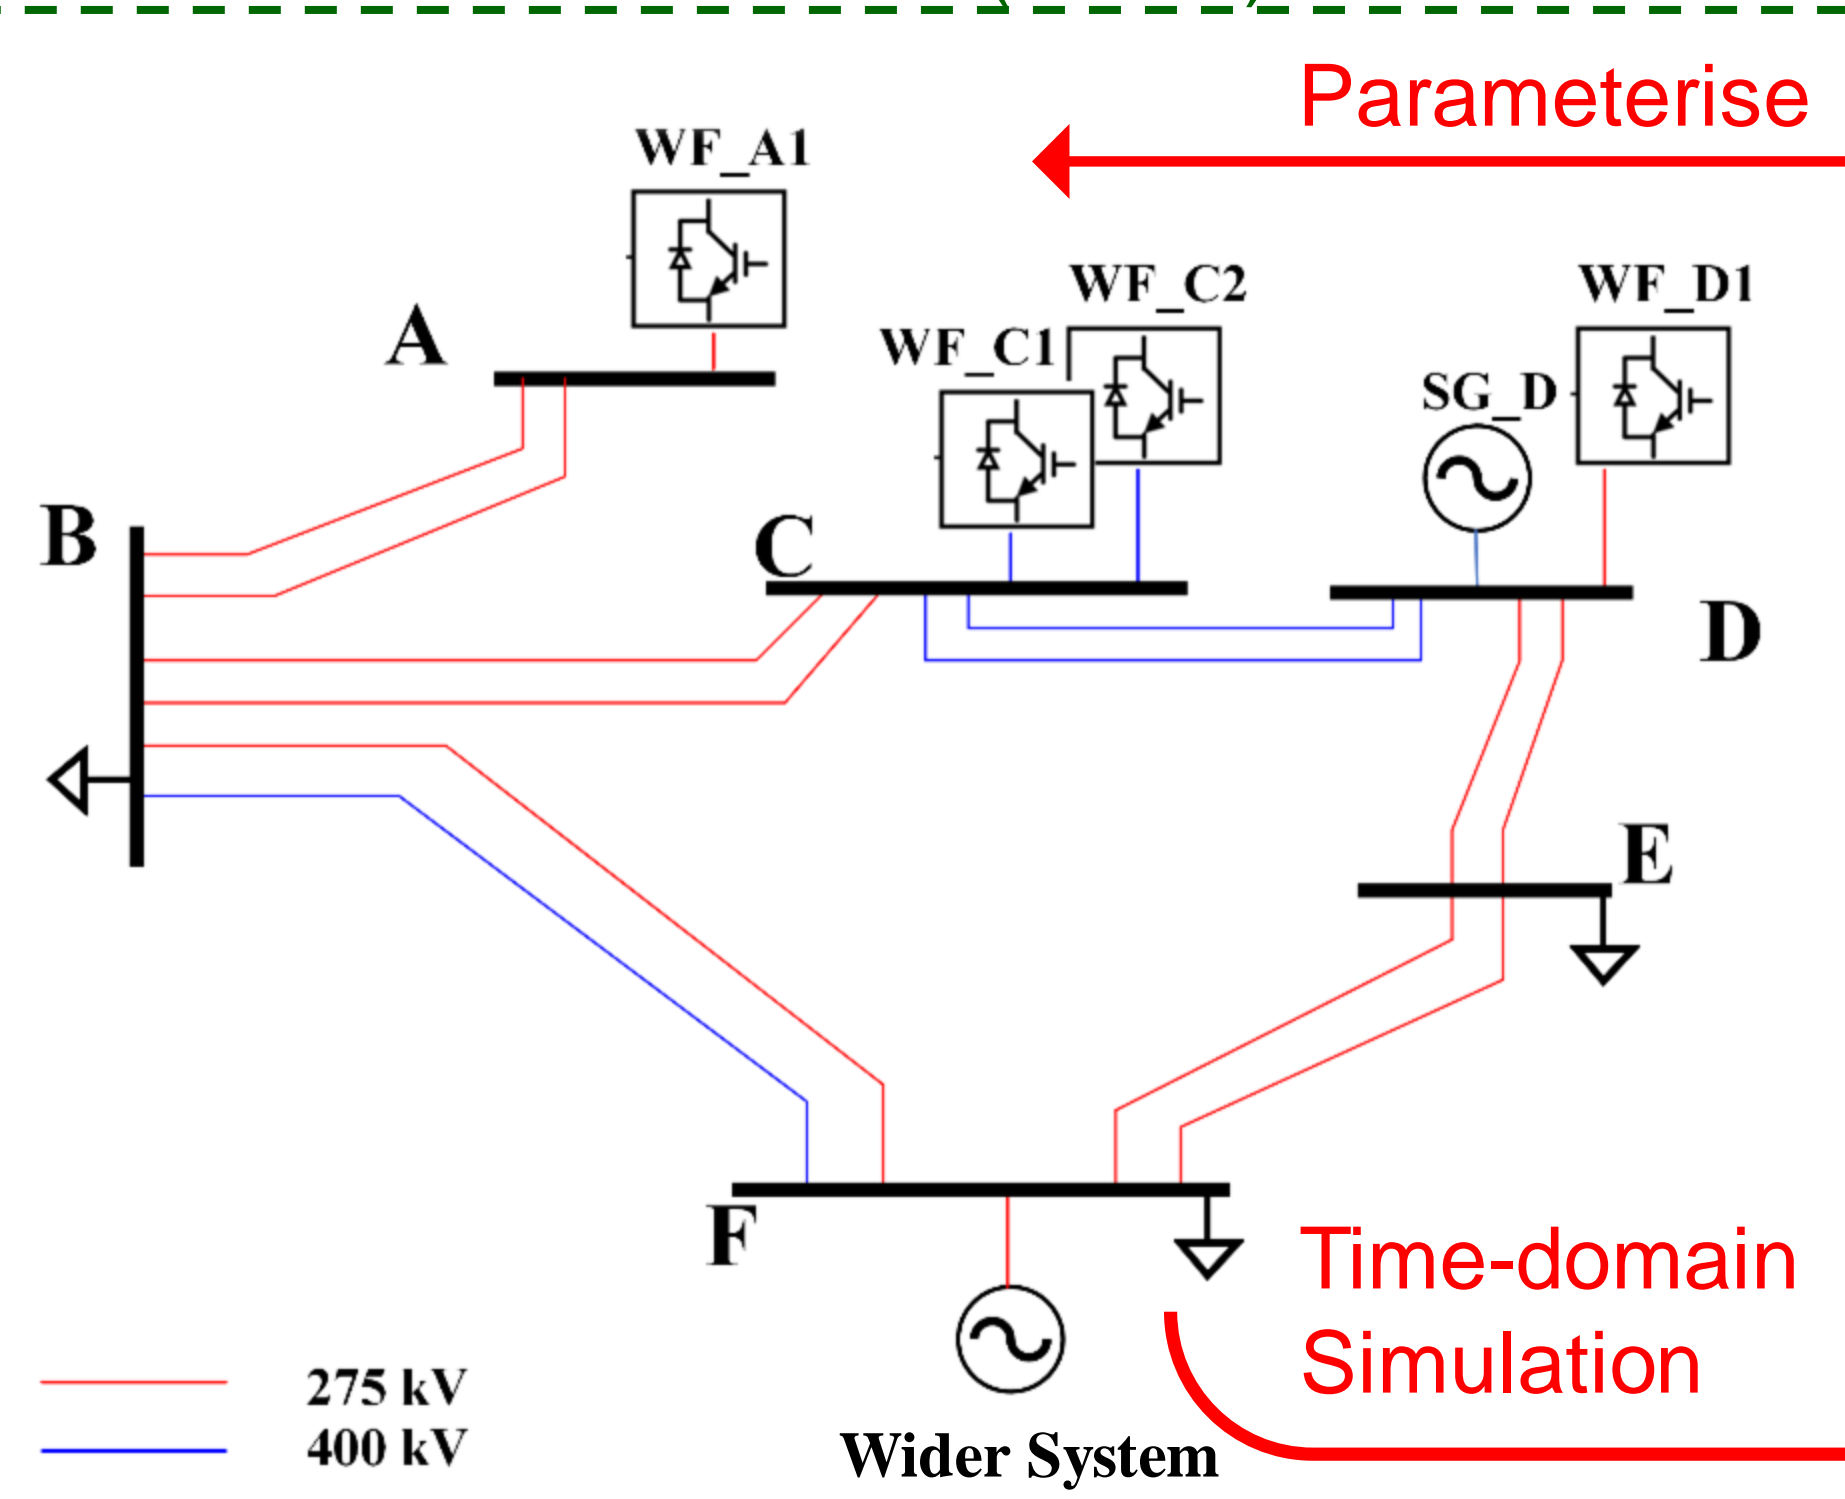 Parameterise
WF_A1
WF_C2
WF_D1
A
WF_C1
SG_D
B
C
D
E
F
Time-domain
Simulation
275 kV
400 kV
Wider System